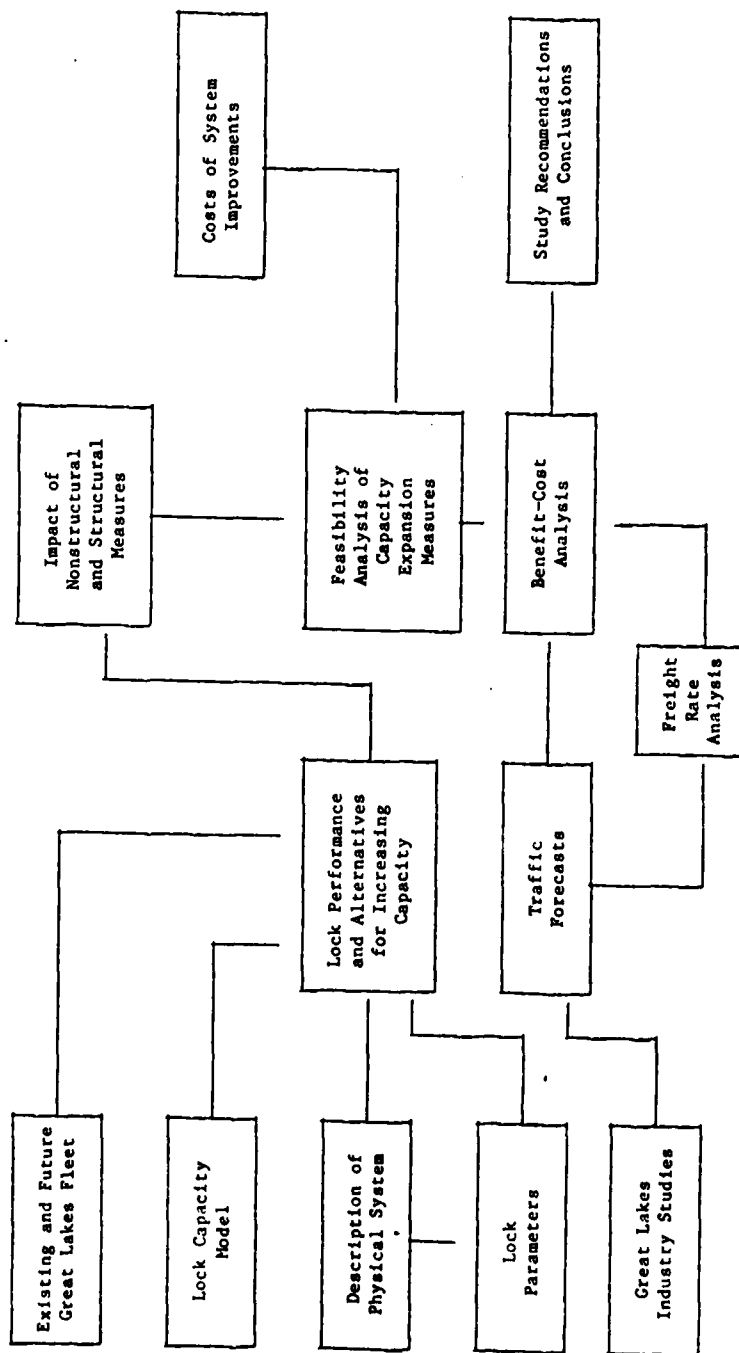 Existing and Future
Great Lakes Fleet
Lock Capacity
Model
Description of
Physical System
Lock
Parameters
Great Lakes
Industry Studies
Lock Performance
and Alternatives
for Increasing
Capacity
Traffic
Forecasts
Freight
Rate
Analysis
Impact of
Nonstructural
and Structural
Measures
Feasibility
Analysis of
Capacity
Expansion
Measures
Benefit-Cost
Analysis
Costs of System
Improvements
Study Recommendations
and Conclusions